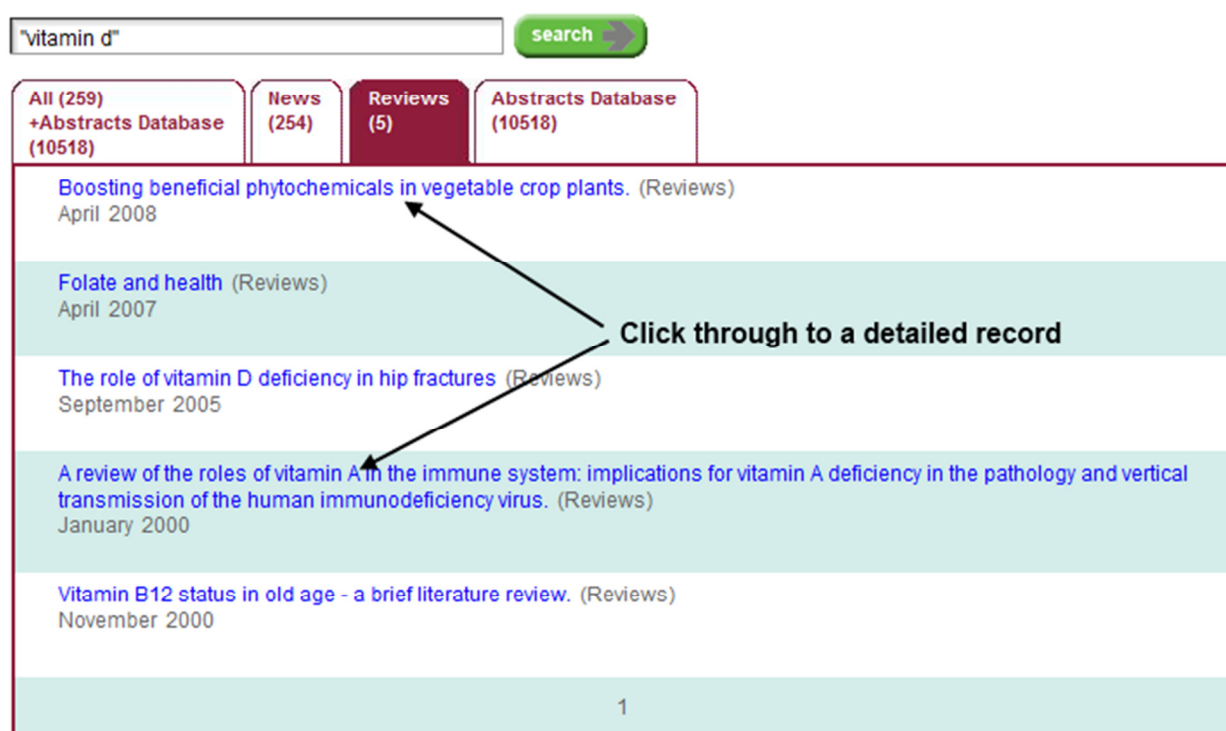 "vitamin d"
search
All (259)
+Abstracts Database
(10518)
News
(254)
Reviews
(5)
Abstracts Database
(10518)
Boosting beneficial phytochemicals in vegetable crop plants. (Reviews)
April 2008
Folate and health (Reviews)
April 2007
Click through to a detailed record
The role of vitamin D deficiency in hip fractures (Reviews)
September 2005
A review of the roles of vitamin A in the immune system: implications for vitamin A deficiency in the pathology and vertical
transmission of the human immunodeficiency virus. (Reviews)
January 2000
Vitamin B12 status in old age - a brief literature review. (Reviews)
November 2000
1